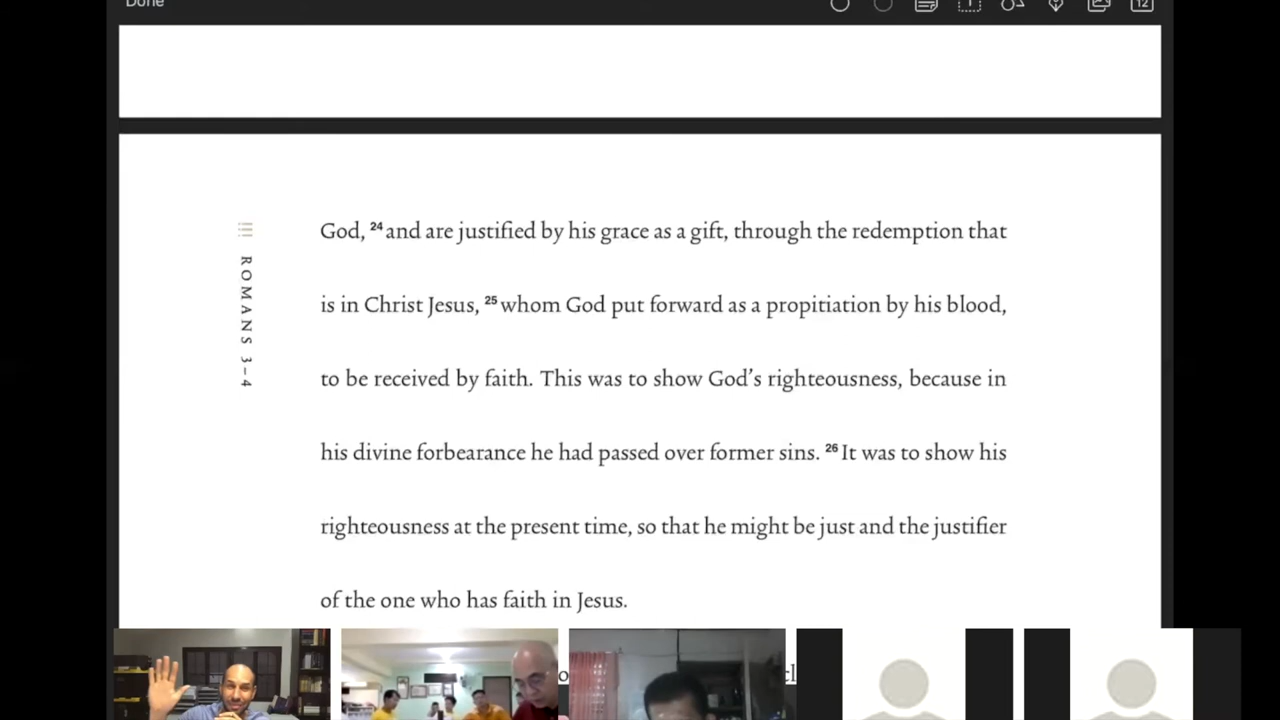 Done
12
God, 24 and are justified by his grace as a gift, through the redemption that
ROMANS 3–4
is in Christ Jesus, 25 whom God put forward as a propitiation by his blood,
to be received by faith. This was to show God’s righteousness, because in
his divine forbearance he had passed over former sins. 26 It was to show his
righteousness at the present time, so that he might be just and the justifier
of the one who has faith in Jesus.